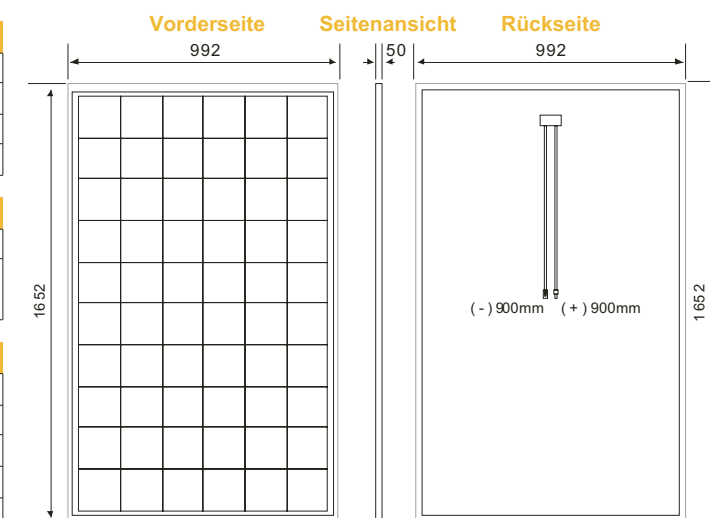 Vorderseite Seitenansicht Rückseite
992 50 992
1652 1652
(-) 900mm (+) 900mm